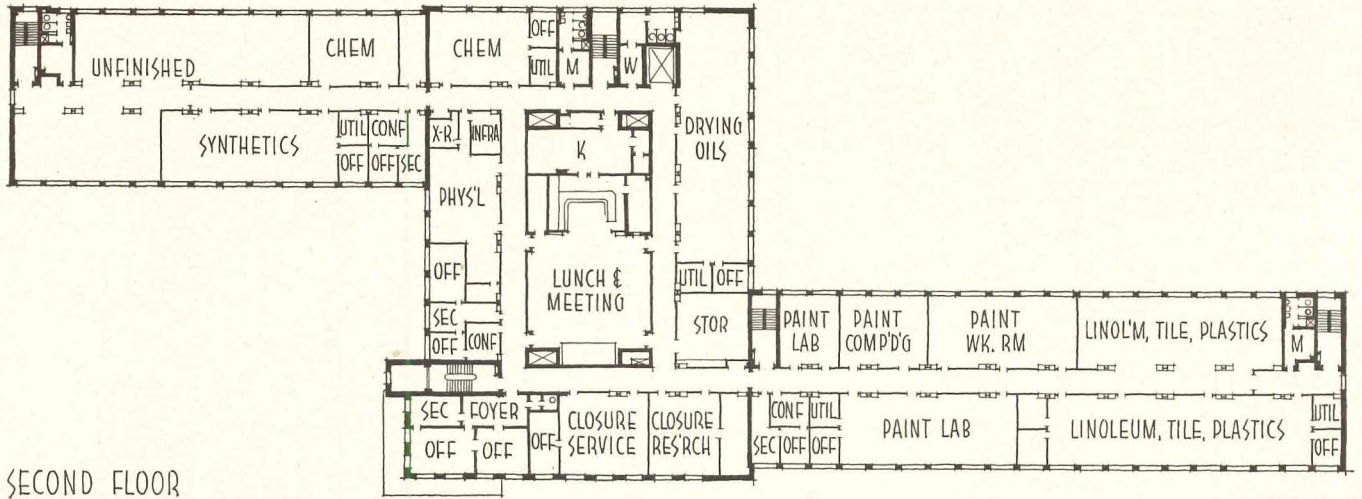 CHEM
UNFINISHED
CHEM
OFF
UTIL
M
W
SYNTHETICS
UTIL
CONF
OFF
OFF
SEC
X-R.
INFRA
K
DRYING
OILS
PHYS'L
OFF
LUNCH &
MEETING
UTIL
OFF
SEC
OFF
CONF
STOR
PAINT
LAB
PAINT
COMP'D'G
PAINT
WK. RM
LINOL'M, TILE, PLASTICS
M
SEC
FOYER
OFF
OFF
OFF
CLOSURE
SERVICE
CLOSURE
RES'RCH
CONF
UTIL
SEC
OFF
OFF
PAINT LAB
LINOLEUM, TILE, PLASTICS
UTIL
OFF
SECOND FLOOR